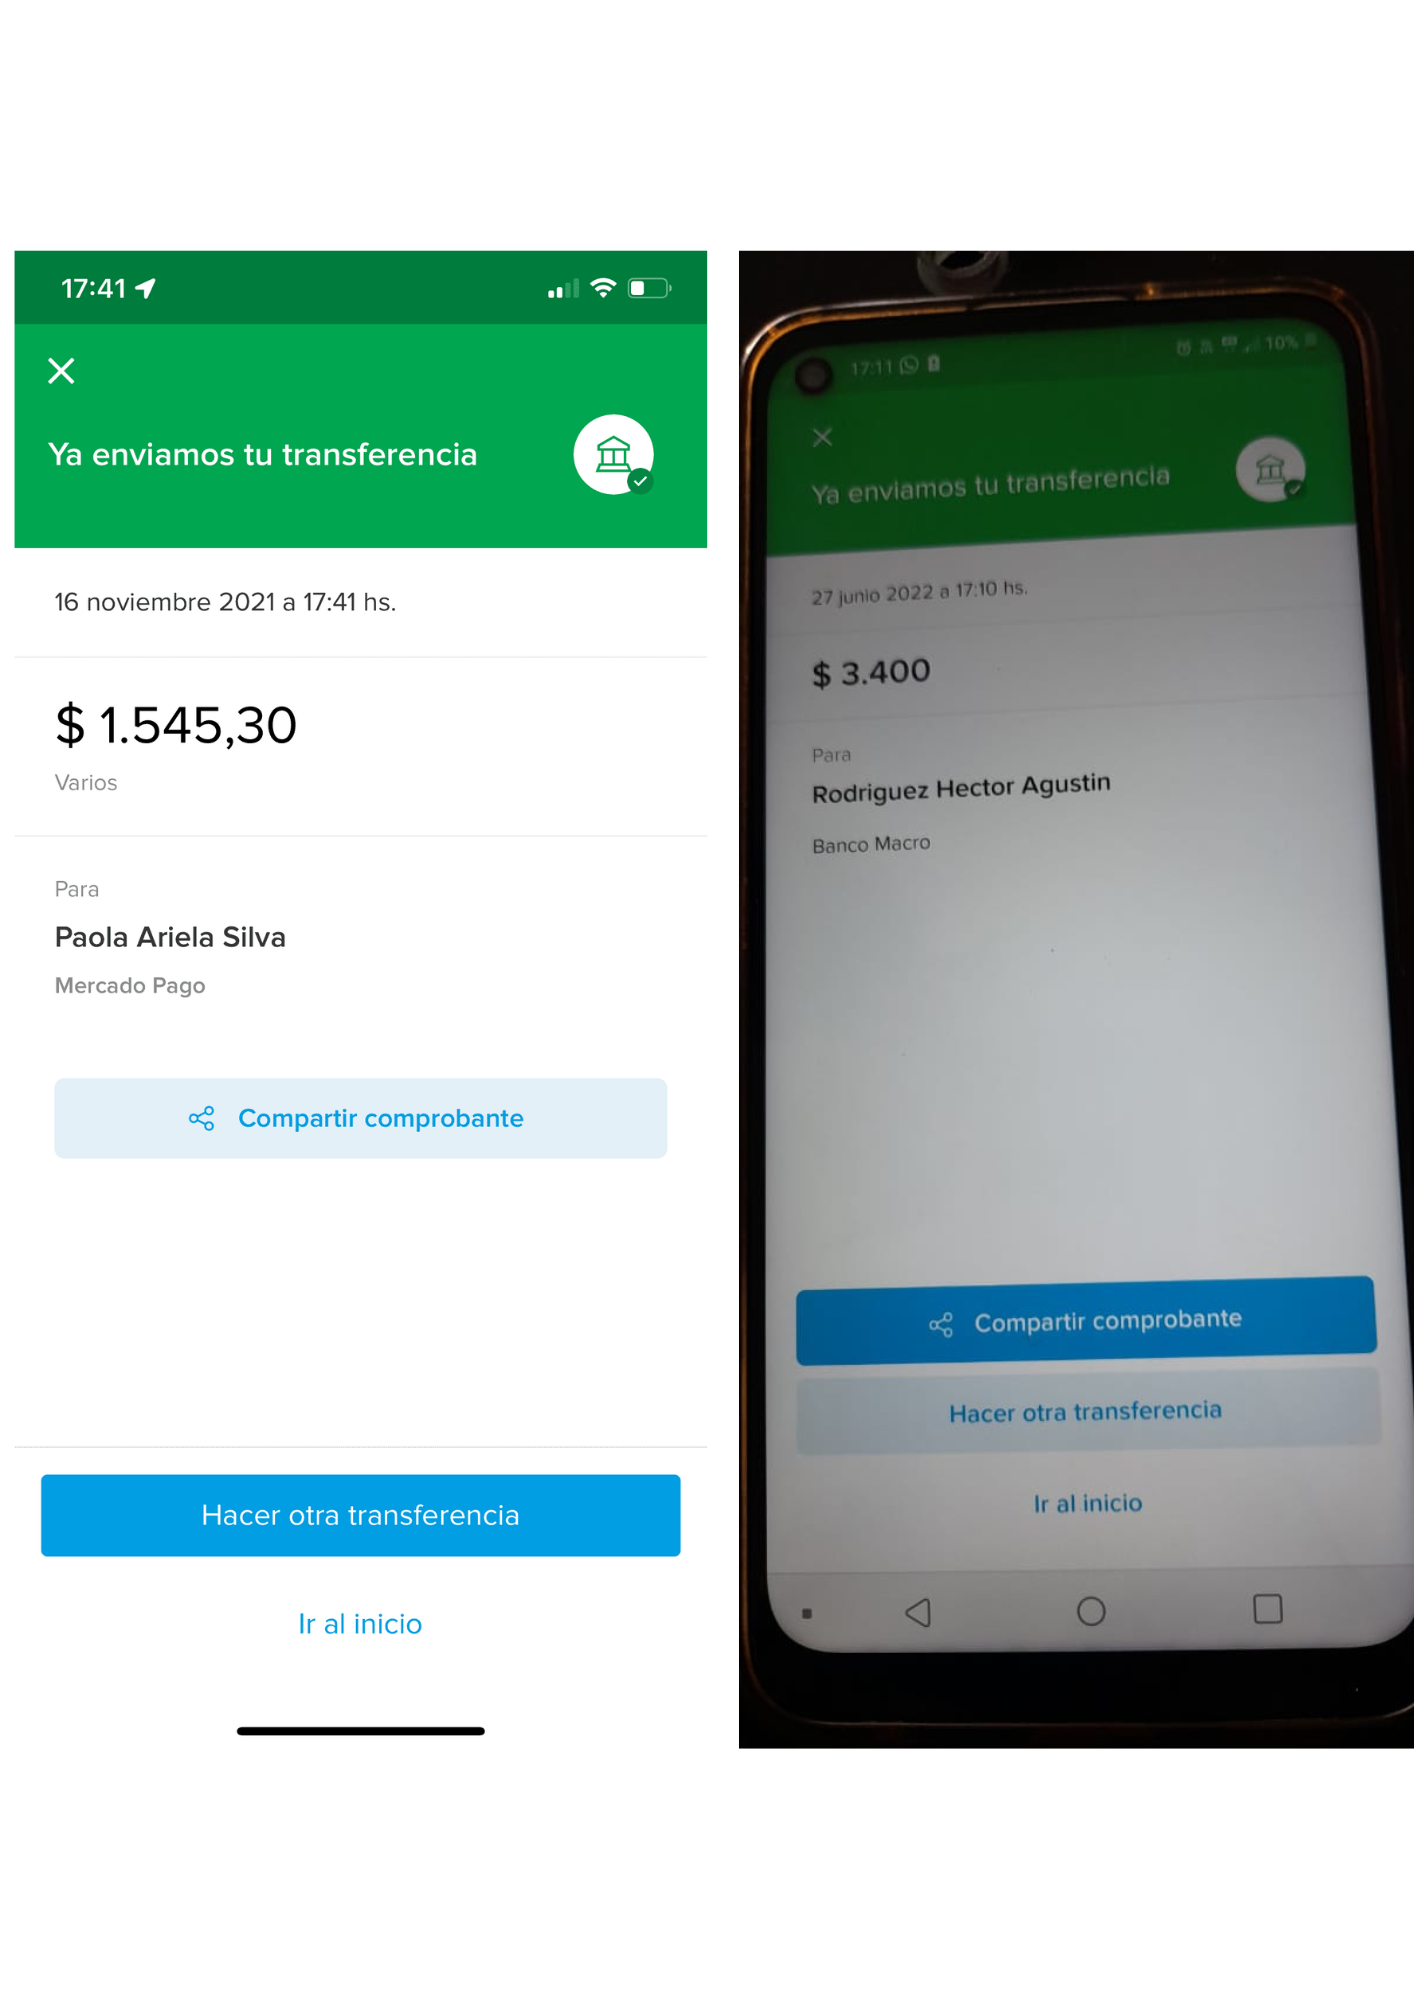 17:41
Ya enviamos tu transferencia
16 noviembre 2021 a 17:41 hs.
$ 1.545,30
Varios
Para
Paola Ariela Silva
Mercado Pago
Compartir comprobante
Hacer otra transferencia
Ir al inicio
17:11
10%
Ya enviamos tu transferencia
27 junio 2022 a 17:10 hs.
$ 3.400
Para
Rodriguez Hector Agustin
Banco Macro
Compartir comprobante
Hacer otra transferencia
Ir al inicio